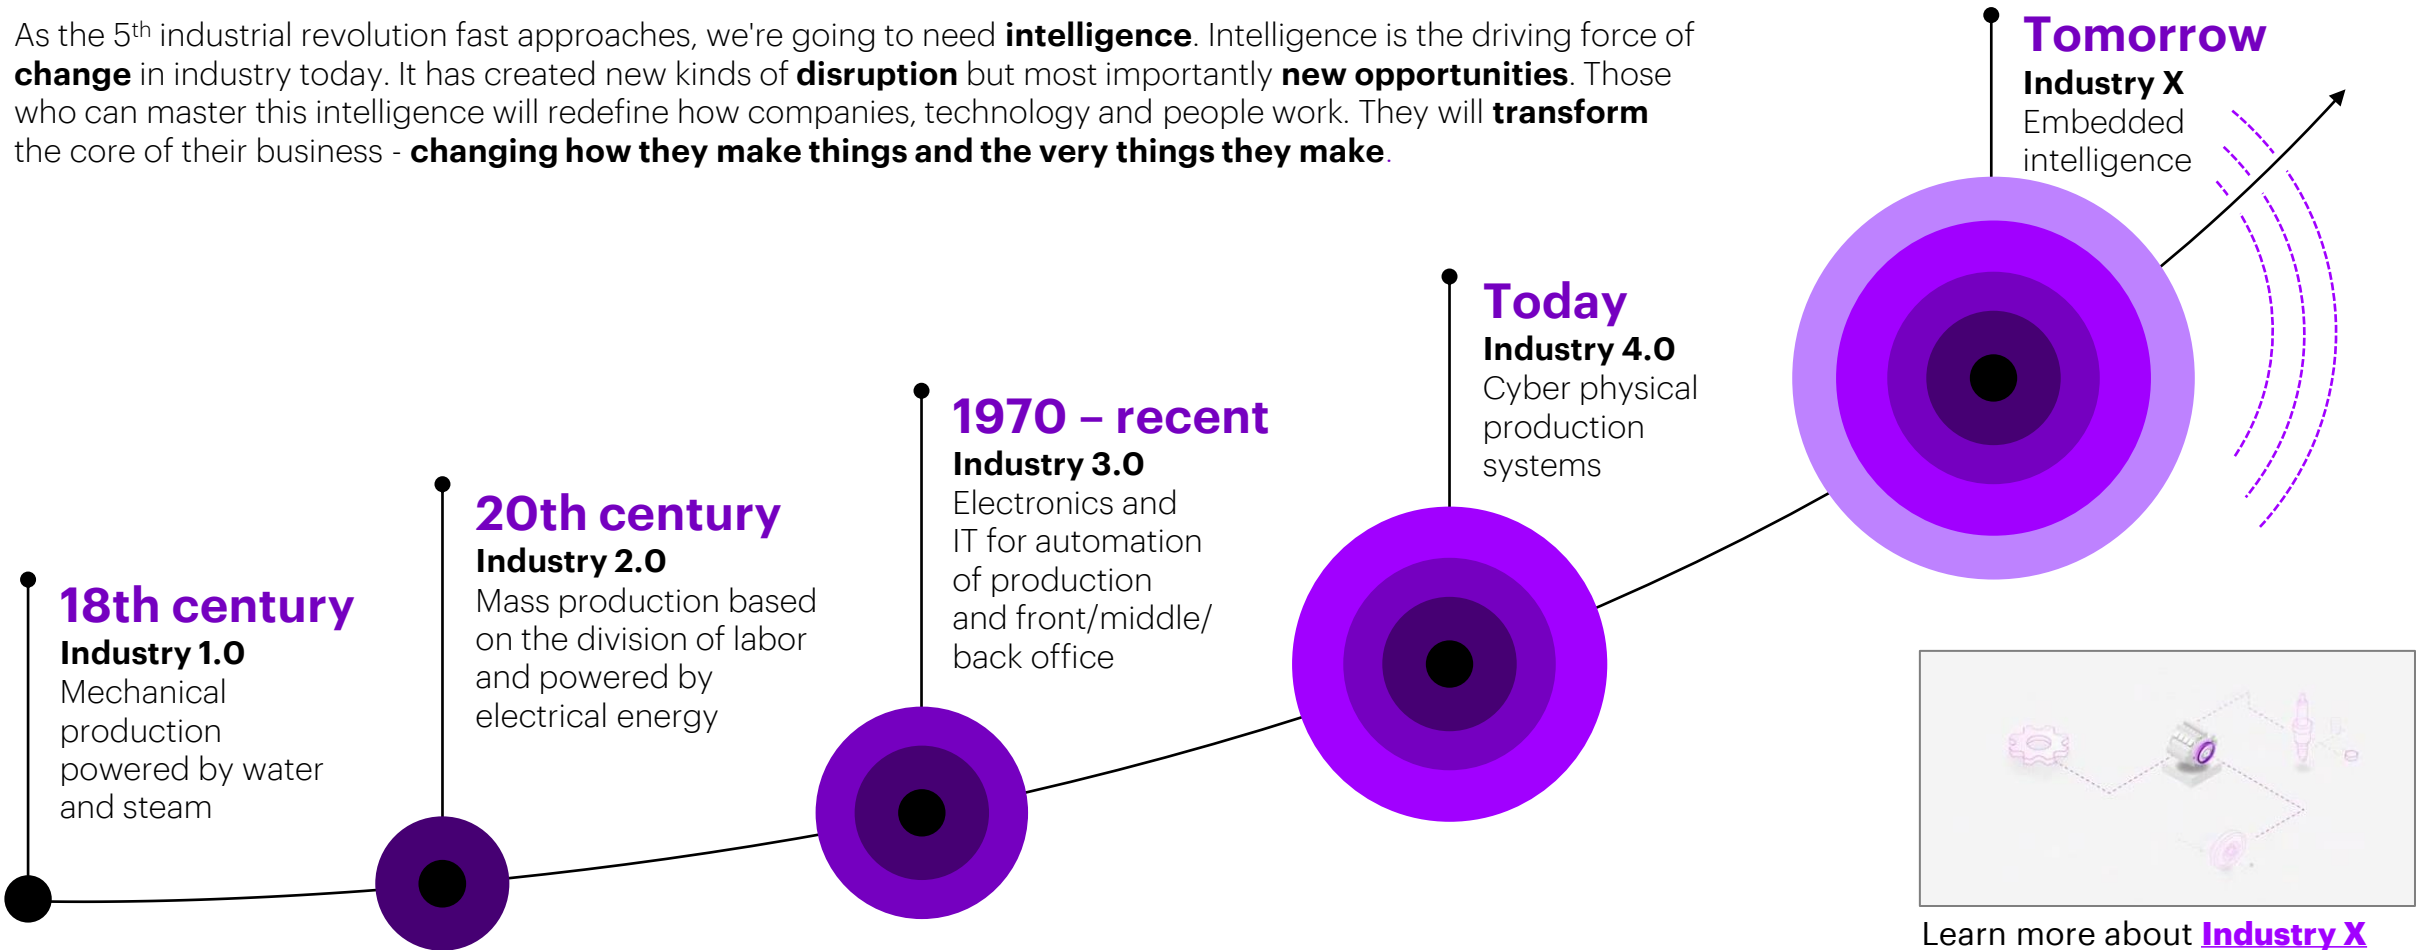 As the 5th industrial revolution fast approaches, we're going to need intelligence. Intelligence is the driving force of
change in industry today. It has created new kinds of disruption but most importantly new opportunities. Those
who can master this intelligence will redefine how companies, technology and people work. They will transform
the core of their business - changing how they make things and the very things they make.
18th century
Industry 1.0
Mechanical
production
powered by water
and steam
20th century
Industry 2.0
Mass production based
on the division of labor
and powered by
electrical energy
1970 – recent
Industry 3.0
Electronics and
IT for automation
of production
and front/middle/
back office
Today
Industry 4.0
Cyber physical
production
systems
Tomorrow
Industry X
Embedded
intelligence
Learn more about Industry X